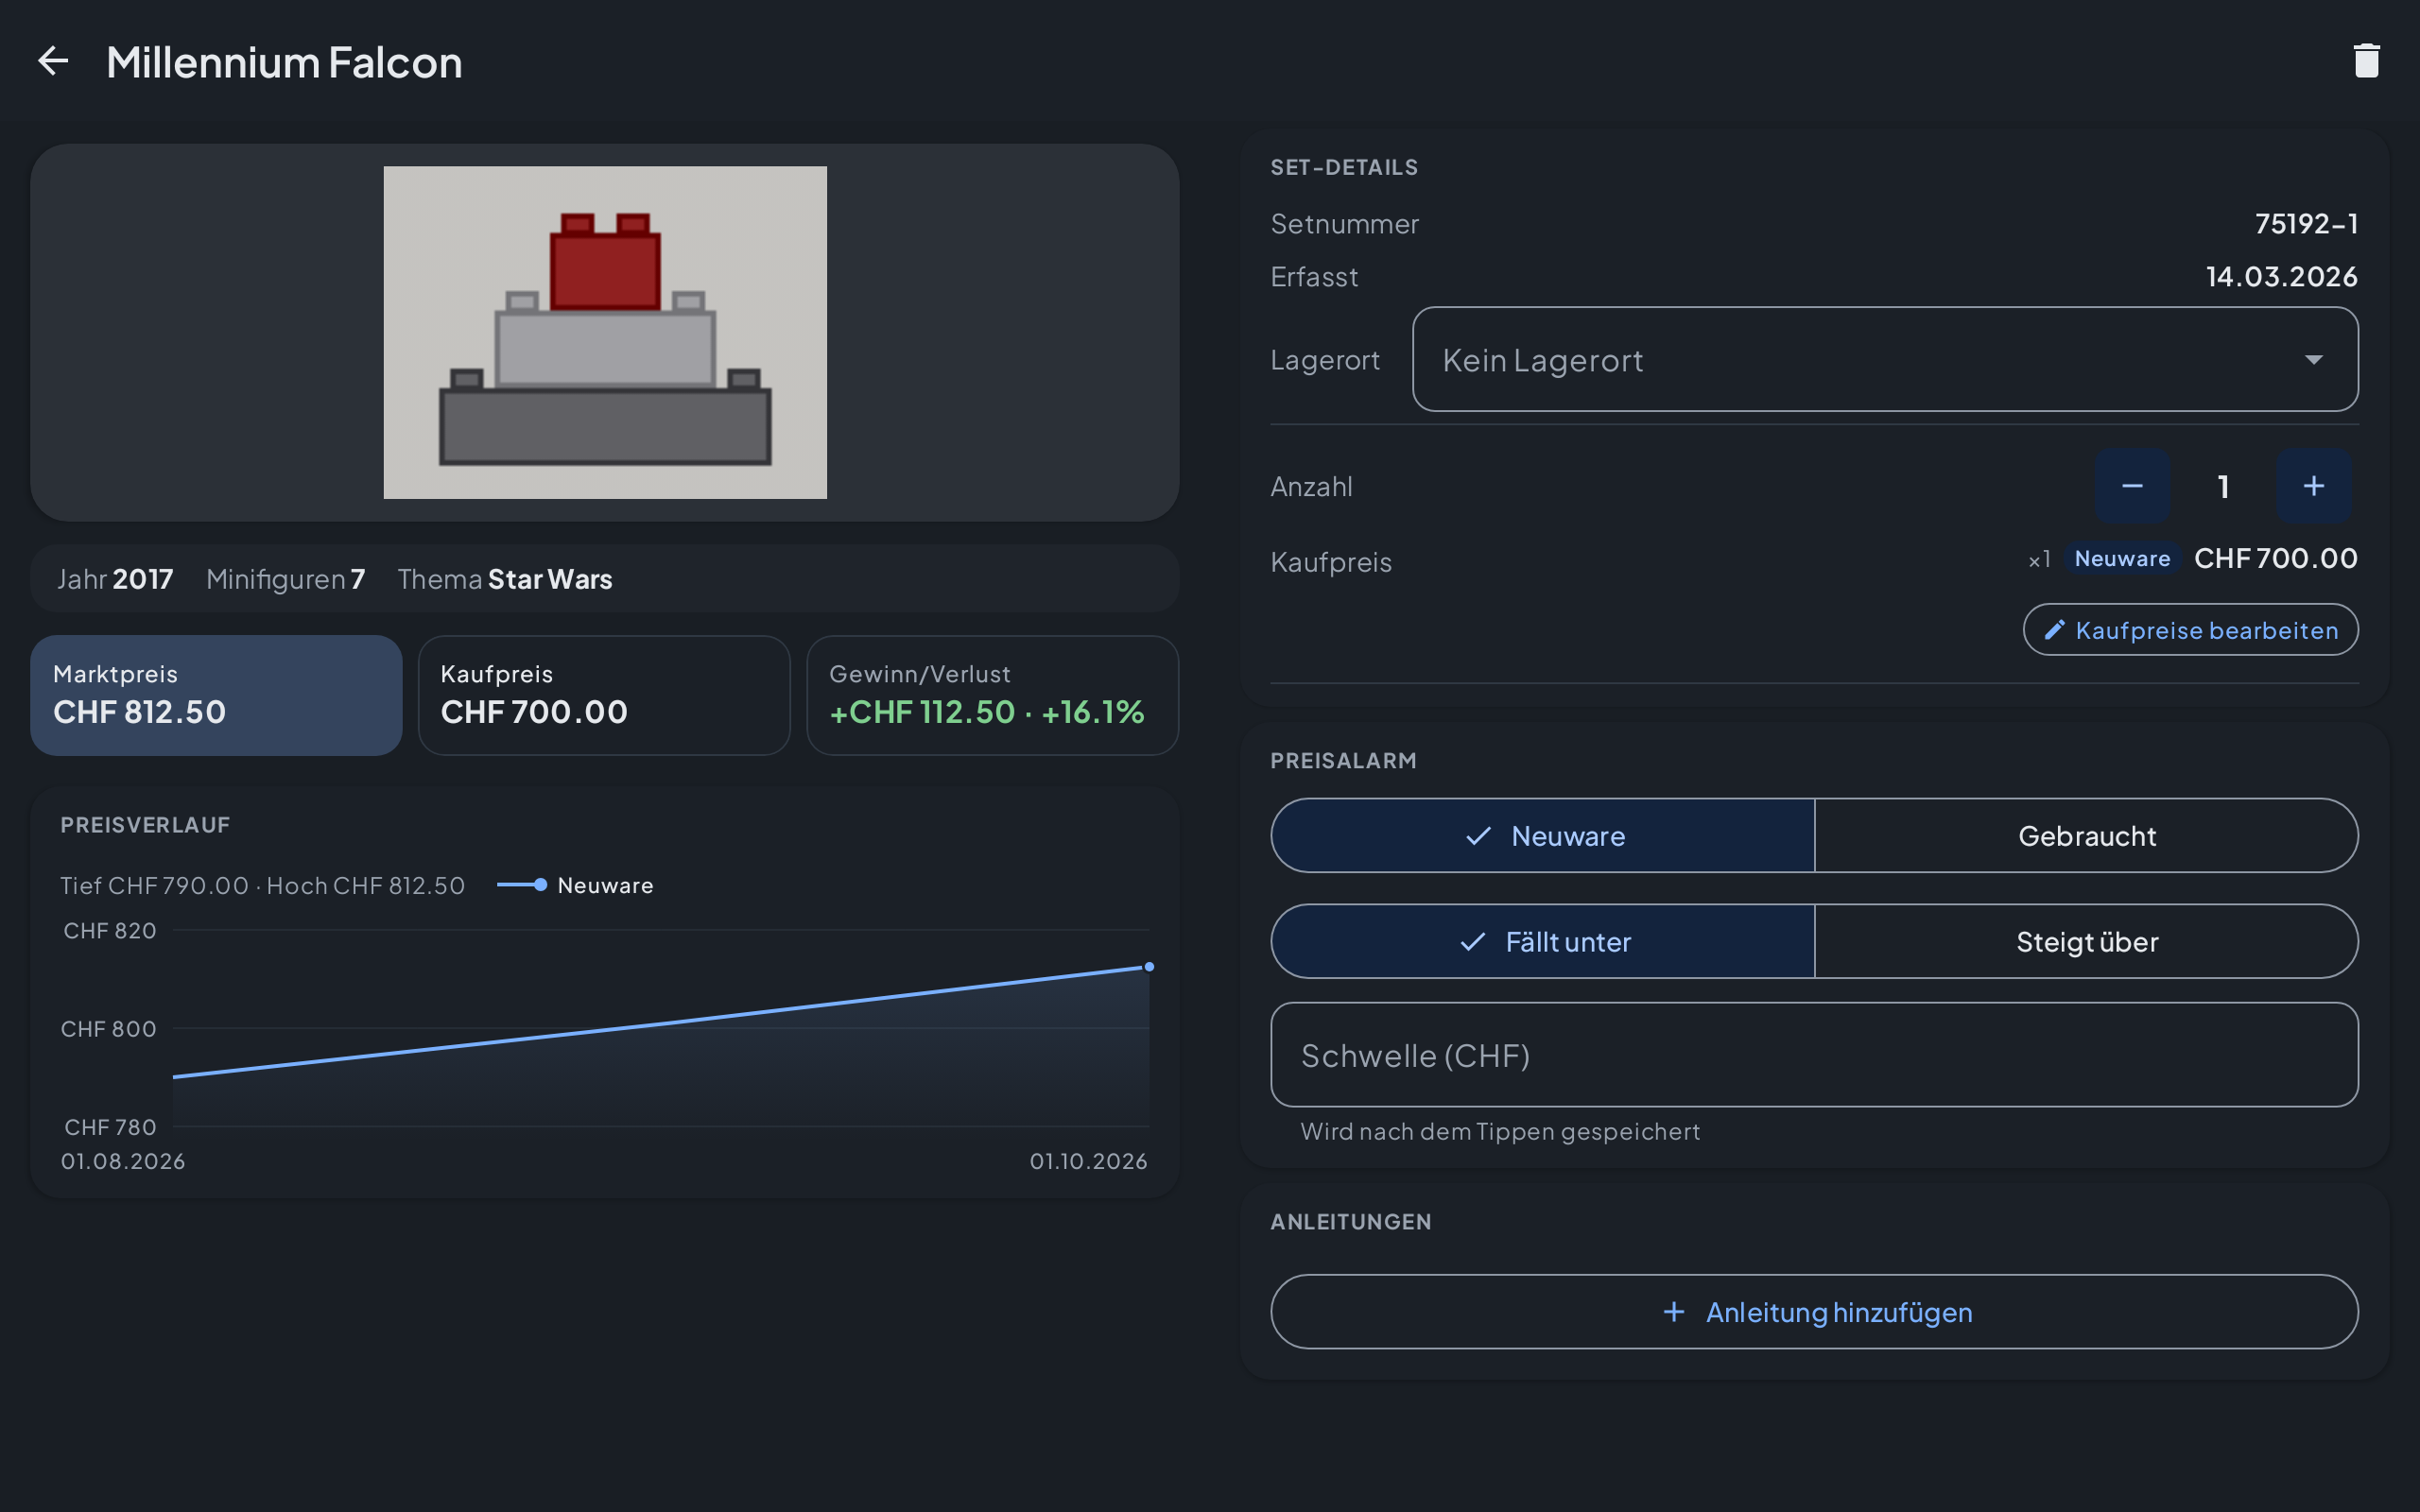 Millennium Falcon
Jahr 2017 Minifiguren 7 Thema Star Wars
Marktpreis
CHF 812.50
Kaufpreis
CHF 700.00
Gewinn/Verlust
+CHF 112.50 · +16.1%
PREISVERLAUF
Tief CHF 790.00 · Hoch CHF 812.50 Neuware
CHF 820
CHF 800
CHF 780
01.08.2026 01.10.2026
SET-DETAILS
Setnummer 75192-1
Erfasst 14.03.2026
Lagerort Kein Lagerort
Anzahl 1
Kaufpreis ×1 Neuware CHF 700.00
Kaufpreise bearbeiten
PREISALARM
Neuware Gebraucht
Fällt unter Steigt über
Schwelle (CHF)
Wird nach dem Tippen gespeichert
ANLEITUNGEN
+ Anleitung hinzufügen